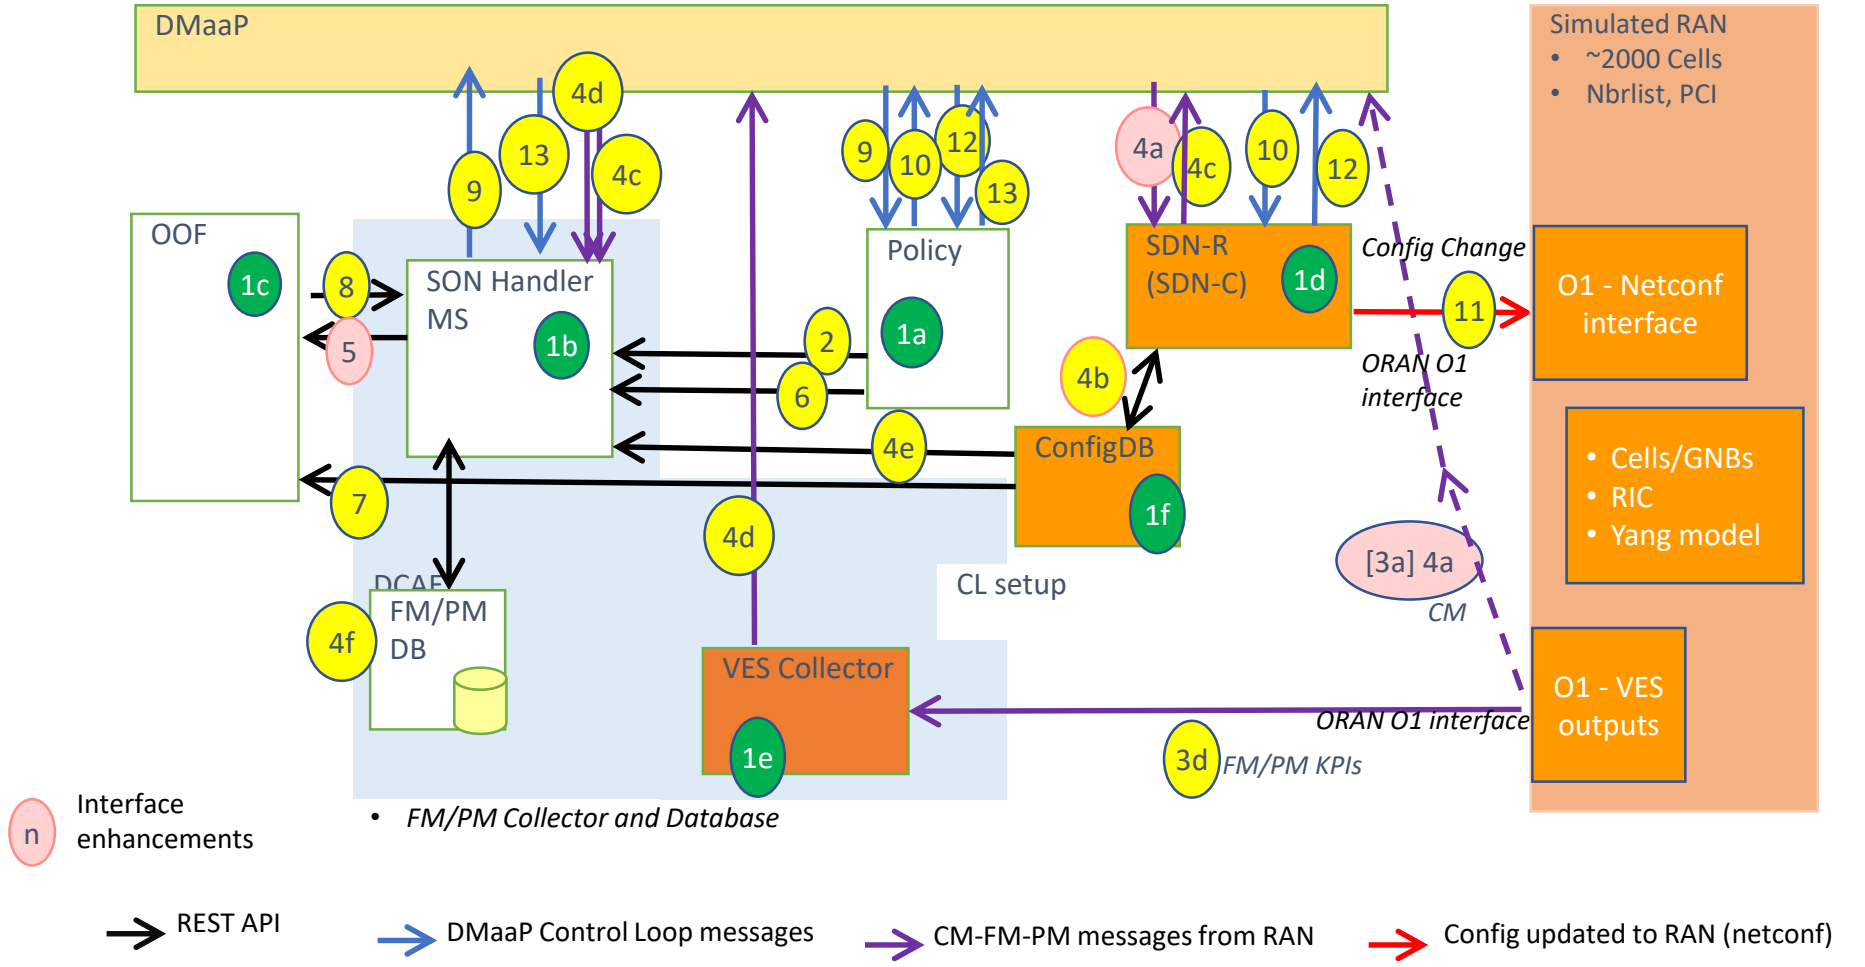 DMaaP
Simulated RAN
• ~2000 Cells
• Nbrlist, PCI
4d
9
13
4c
9
10
12
13
4a
4c
10
12
OOF
1c
8
5
SON Handler
MS
1b
2
6
Policy
1a
SDN-R
(SDN-C)
1d
Config Change
11
O1 - Netconf
interface
ORAN O1
interface
4b
4e
ConfigDB
1f
7
4d
• Cells/GNBs
• RIC
• Yang model
[3a] 4a
CM
CL setup
DCAE
FM/PM
DB
4f
VES Collector
1e
O1 - VES
outputs
ORAN O1 interface
3d
FM/PM KPIs
• FM/PM Collector and Database
n
Interface
enhancements
REST API
DMaaP Control Loop messages
CM-FM-PM messages from RAN
Config updated to RAN (netconf)